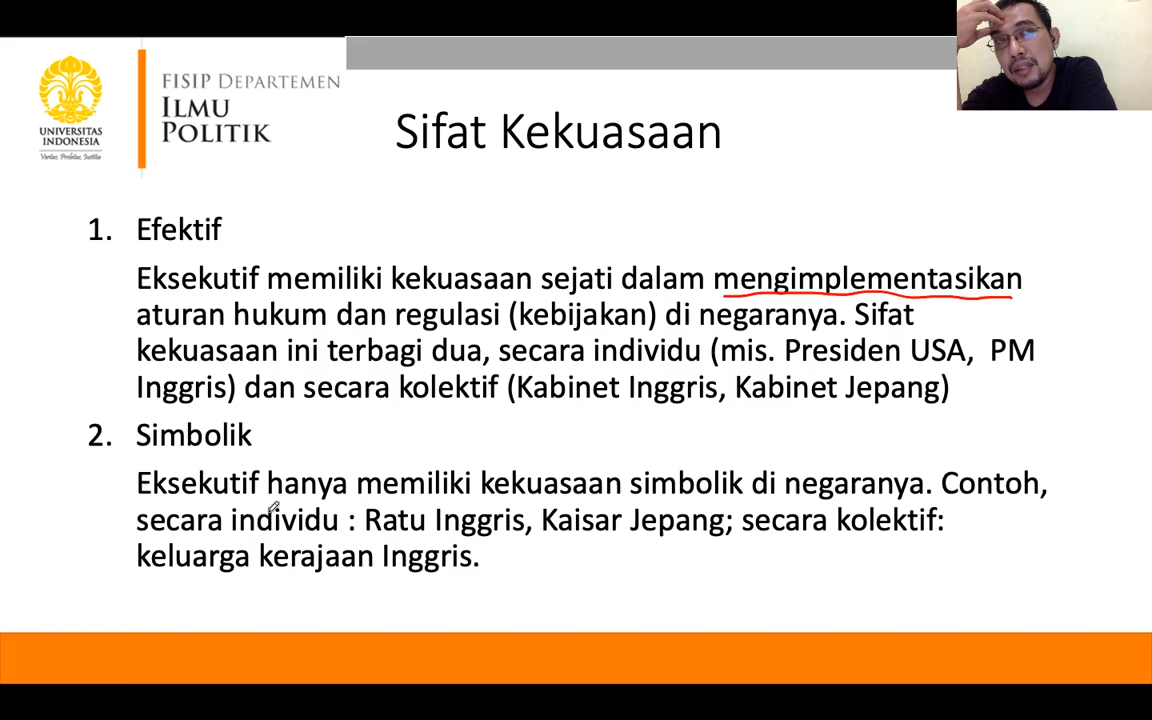 UNIVERSITAS
INDONESIA
Veritas, Probitas, Iustitia
FISIP DEPARTEMEN
ILMU
POLITIK
Sifat Kekuasaan
1. Efektif
Eksekutif memiliki kekuasaan sejati dalam mengimplementasikan
aturan hukum dan regulasi (kebijakan) di negaranya. Sifat
kekuasaan ini terbagi dua, secara individu (mis. Presiden USA, PM
Inggris) dan secara kolektif (Kabinet Inggris, Kabinet Jepang)
2. Simbolik
Eksekutif hanya memiliki kekuasaan simbolik di negaranya. Contoh,
secara individu : Ratu Inggris, Kaisar Jepang; secara kolektif:
keluarga kerajaan Inggris.